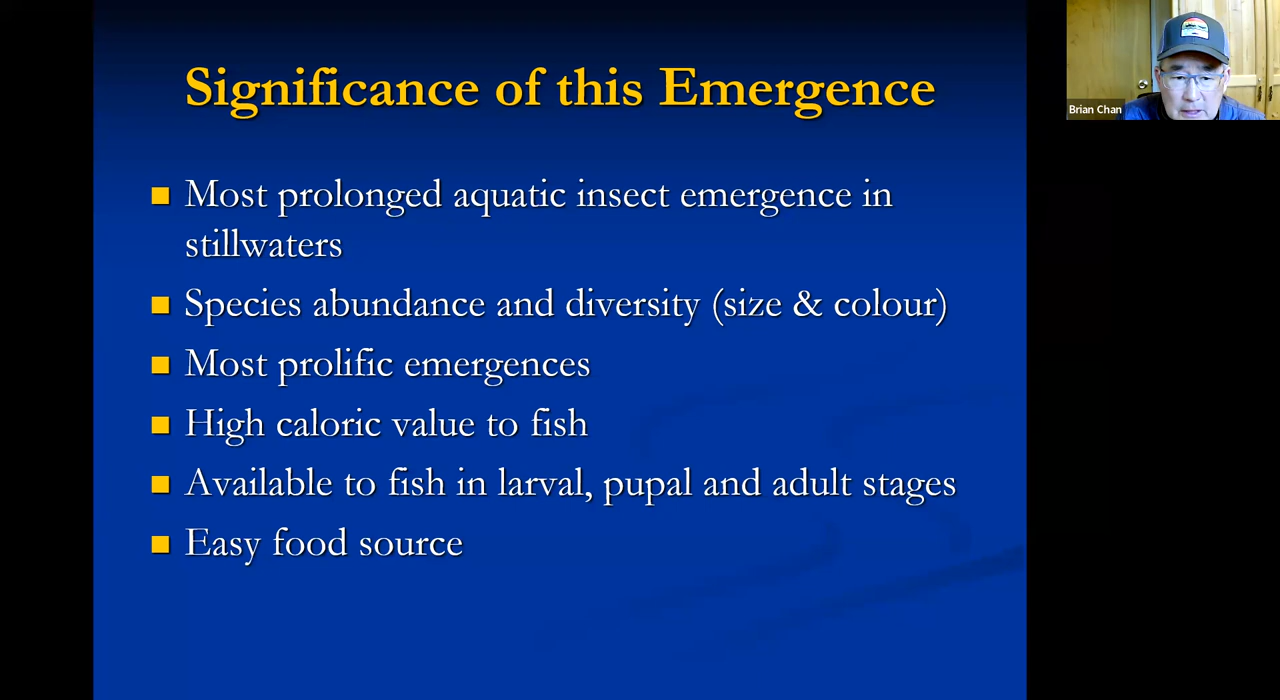 Significance of this Emergence
Most prolonged aquatic insect emergence in
stillwaters
Species abundance and diversity (size & colour)
Most prolific emergences
High caloric value to fish
Available to fish in larval, pupal and adult stages
Easy food source
Brian Chan